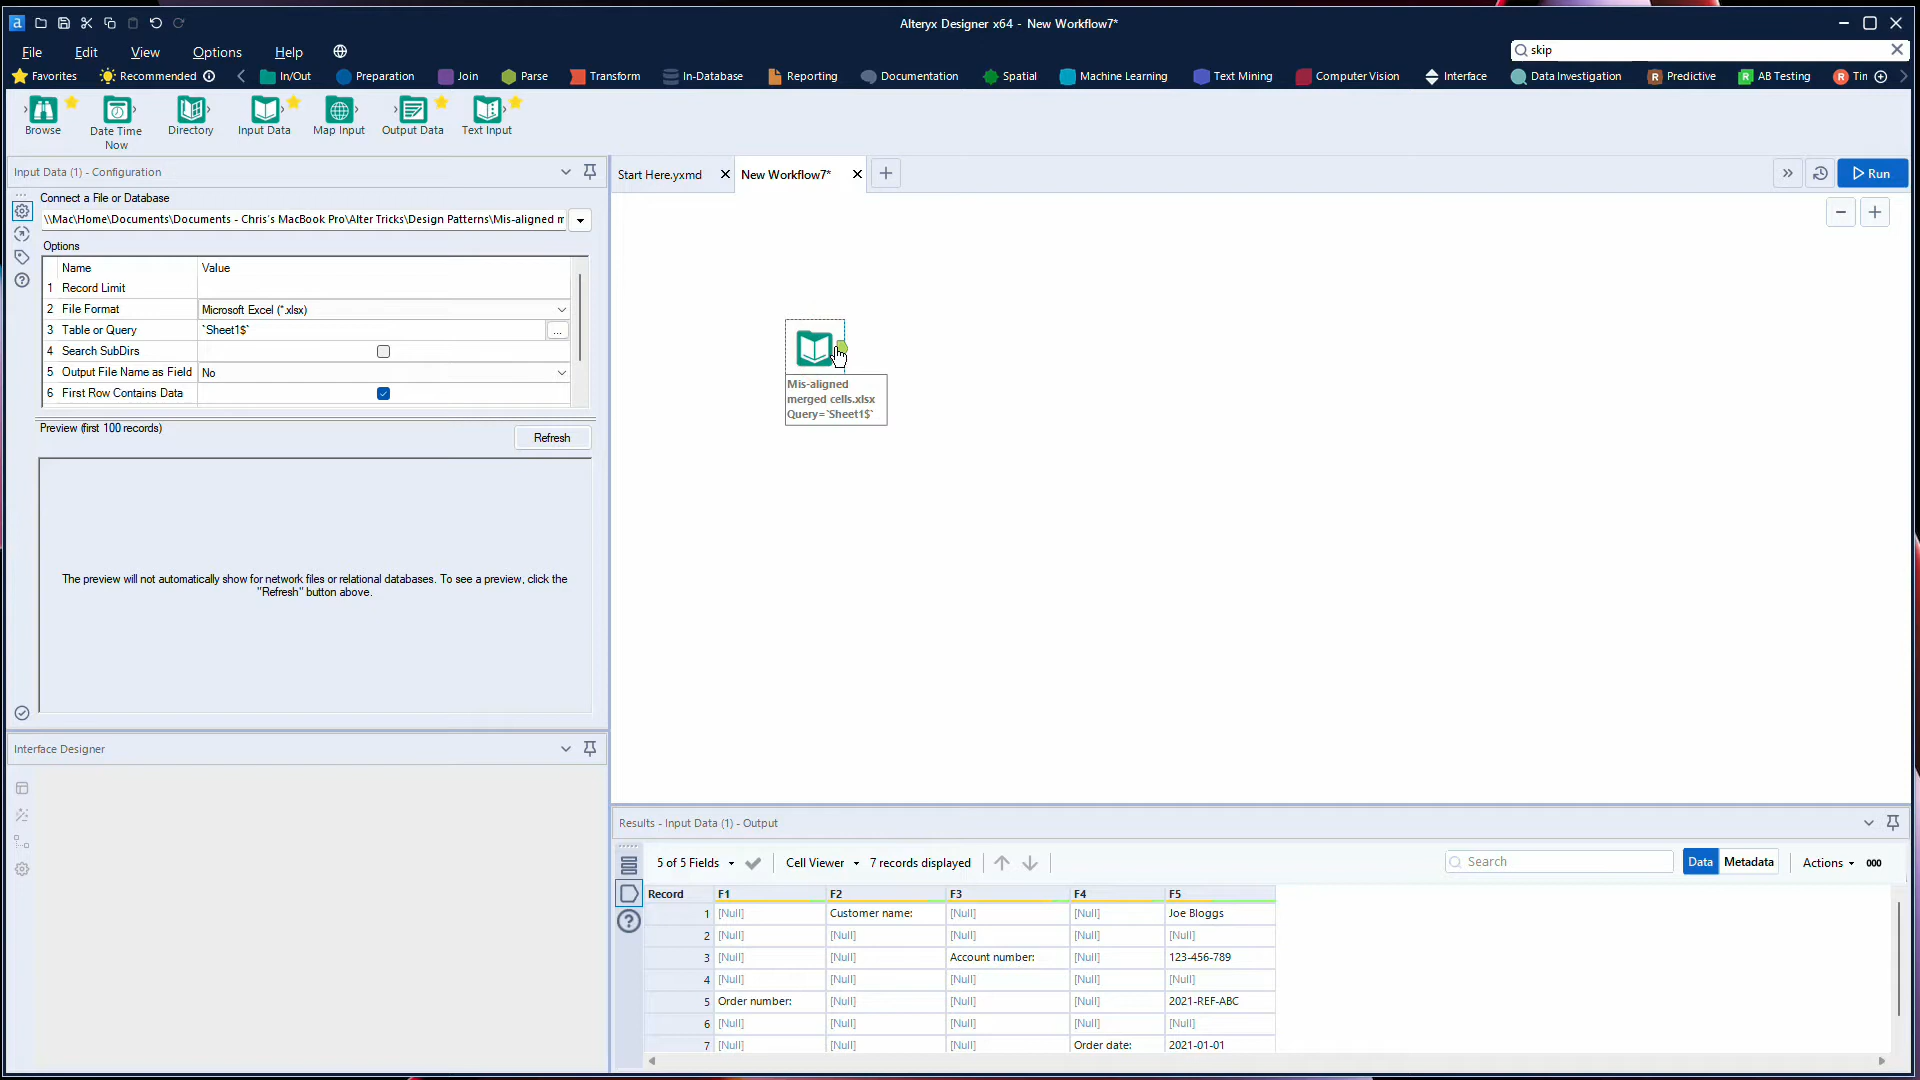 Alteryx Designer x64 - New Workflow7*
File Edit View Options Help
skip
Favorites Recommended In/Out Preparation Join Parse Transform In-Database Reporting Documentation Spatial Machine Learning Text Mining Computer Vision Interface Data Investigation Predictive AB Testing Tin
Browse Date Time Now Directory Input Data Map Input Output Data Text Input
Input Data (1) - Configuration
Start Here.yxmd New Workflow7* Run
Connect a File or Database
\\Mac\Home\Documents\Documents - Chris's MacBook Pro\Alter Tricks\Design Patterns\Mis-aligned m
Options
Name Value
1 Record Limit
2 File Format Microsoft Excel (*.xlsx)
3 Table or Query `Sheet1$` ...
4 Search SubDirs
5 Output File Name as Field No
6 First Row Contains Data
Preview (first 100 records)
Refresh
The preview will not automatically show for network files or relational databases. To see a preview, click the
"Refresh" button above.
Mis-aligned
merged cells.xlsx
Query=`Sheet1$`
Interface Designer
Results - Input Data (1) - Output
5 of 5 Fields Cell Viewer 7 records displayed Search Data Metadata Actions 000
Record F1 F2 F3 F4 F5
1 [Null] Customer name: [Null] [Null] Joe Bloggs
2 [Null] [Null] [Null] [Null] [Null]
3 [Null] [Null] Account number: [Null] 123-456-789
4 [Null] [Null] [Null] [Null] [Null]
5 Order number: [Null] [Null] [Null] 2021-REF-ABC
6 [Null] [Null] [Null] [Null] [Null]
7 [Null] [Null] [Null] Order date: 2021-01-01